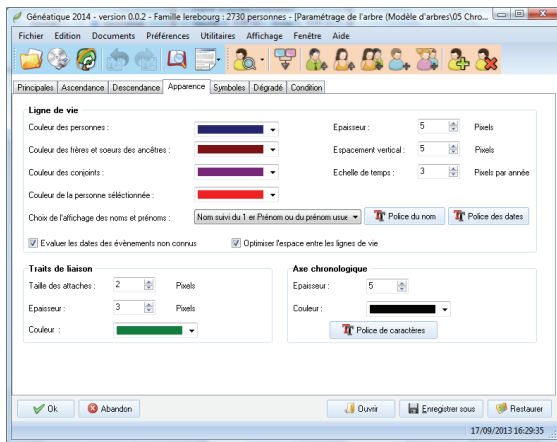 Généatique 2014 - version 0.0.2 - Famille lerebourg : 2730 personnes - [Paramétrage de l'arbre (Modèle d'arbres\05 Chro...
Fichier Edition Documents Préférences Utilitaires Affichage Fenêtre Aide
Principales Ascendance Descendance Apparence Symboles Dégradé Condition
Ligne de vie
Couleur des personnes : Epaisseur : 5 Pixels
Couleur des frères et soeurs des ancêtres : Espacement vertical : 5 Pixels
Couleur des conjoints : Echelle de temps : 3 Pixels par année
Couleur de la personne séléctionnée :
Choix de l'affichage des noms et prénoms : Nom suivi du 1 er Prénom ou du prénom usue Police du nom Police des dates
Evaluer les dates des évènements non connus Optimiser l'espace entre les lignes de vie
Traits de liaison Axe chronologique
Taille des attaches : 2 Pixels Epaisseur : 5
Epaisseur : 3 Pixels Couleur :
Couleur : Police de caractères
Ok Abandon Ouvrir Enregistrer sous Restaurer
17/09/2013 16:29:35